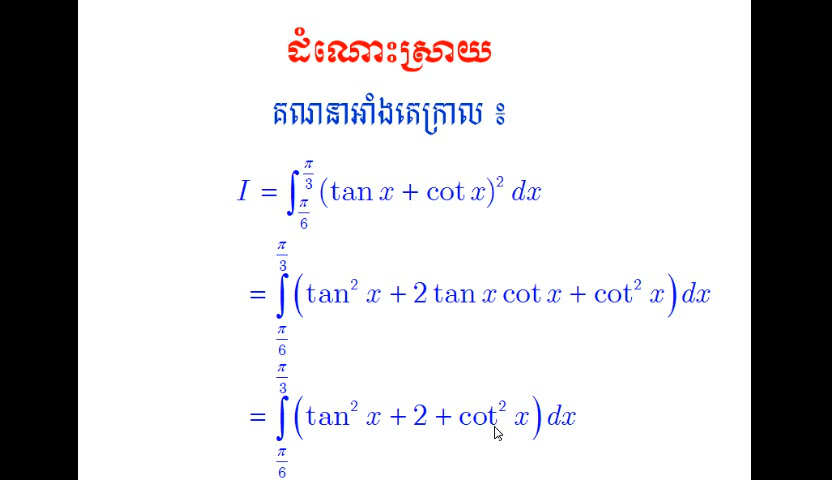 ដំណោះស្រាយ
គណនាអាំងតេក្រាល ៖
I = ∫_{π/6}^{π/3} (tan x + cot x)² dx
= ∫_{π/6}^{π/3} (tan² x + 2 tan x cot x + cot² x) dx
= ∫_{π/6}^{π/3} (tan² x + 2 + cot² x) dx